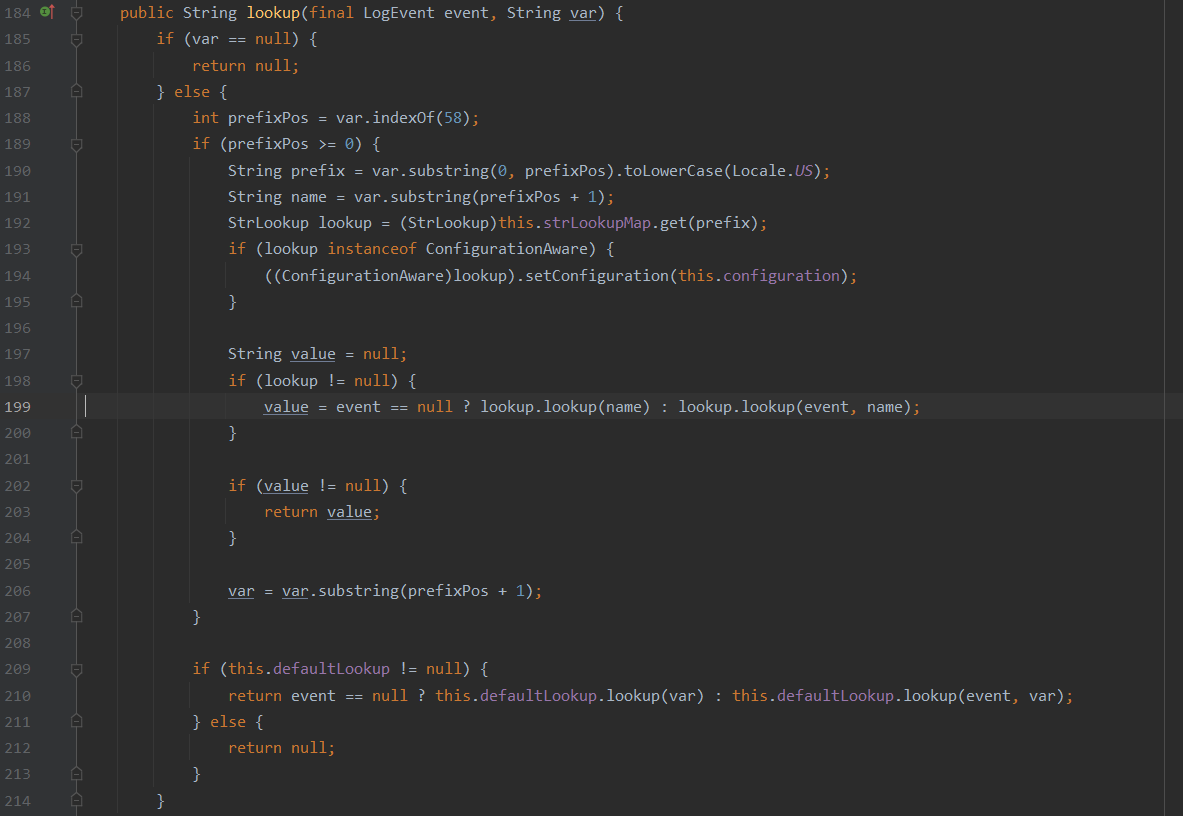 184 public String lookup(final LogEvent event, String var) {
185 if (var == null) {
186 return null;
187 } else {
188 int prefixPos = var.indexOf(58);
189 if (prefixPos >= 0) {
190 String prefix = var.substring(0, prefixPos).toLowerCase(Locale.US);
191 String name = var.substring(prefixPos + 1);
192 StrLookup lookup = (StrLookup)this.strLookupMap.get(prefix);
193 if (lookup instanceof ConfigurationAware) {
194 ((ConfigurationAware)lookup).setConfiguration(this.configuration);
195 }
196
197 String value = null;
198 if (lookup != null) {
199 value = event == null ? lookup.lookup(name) : lookup.lookup(event, name);
200 }
201
202 if (value != null) {
203 return value;
204 }
205
206 var = var.substring(prefixPos + 1);
207 }
208
209 if (this.defaultLookup != null) {
210 return event == null ? this.defaultLookup.lookup(var) : this.defaultLookup.lookup(event, var);
211 } else {
212 return null;
213 }
214 }